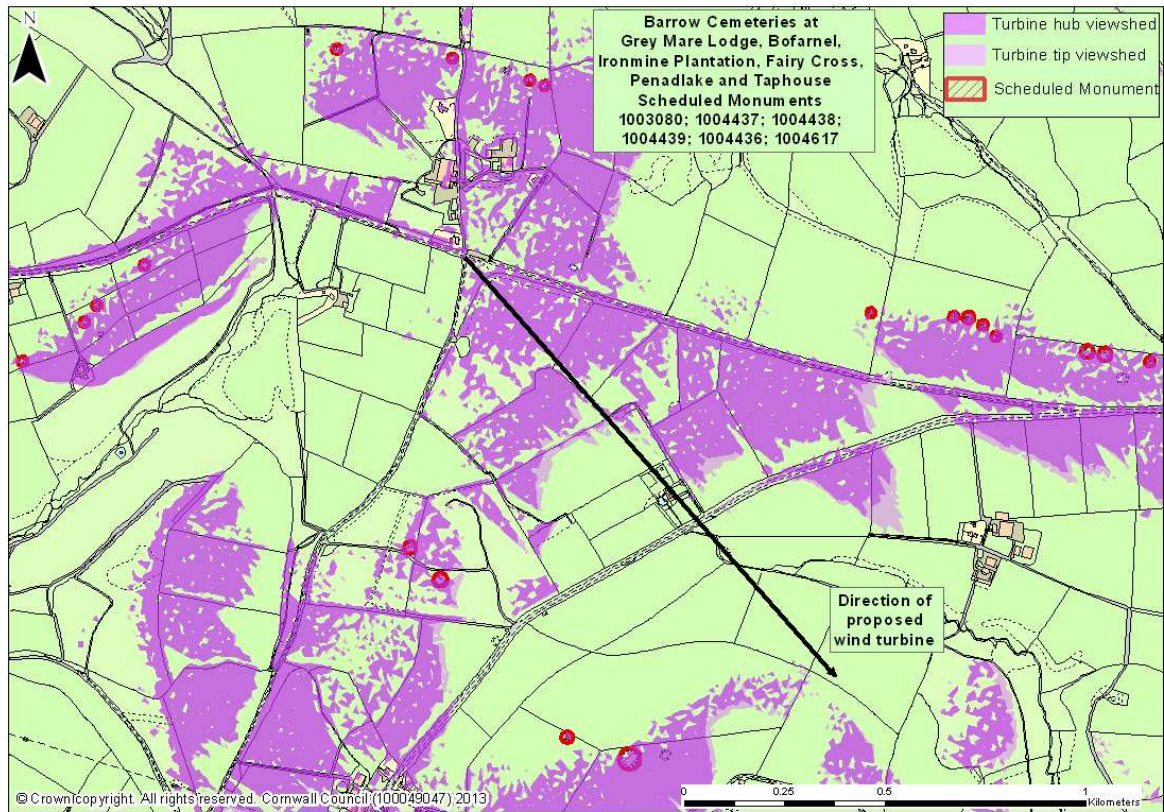 N
Barrow Cemeteries at
Grey Mare Lodge, Bofarnel,
Ironmine Plantation, Fairy Cross,
Penadlake and Taphouse
Scheduled Monuments
1003080; 1004437; 1004438;
1004439; 1004436; 1004617
Turbine hub viewshed
Turbine tip viewshed
Scheduled Monument
Direction of
proposed
wind turbine
© Crown copyright. All rights reserved. Cornwall Council (100049047) 2013
0 0.25 0.5 1
Kilometers